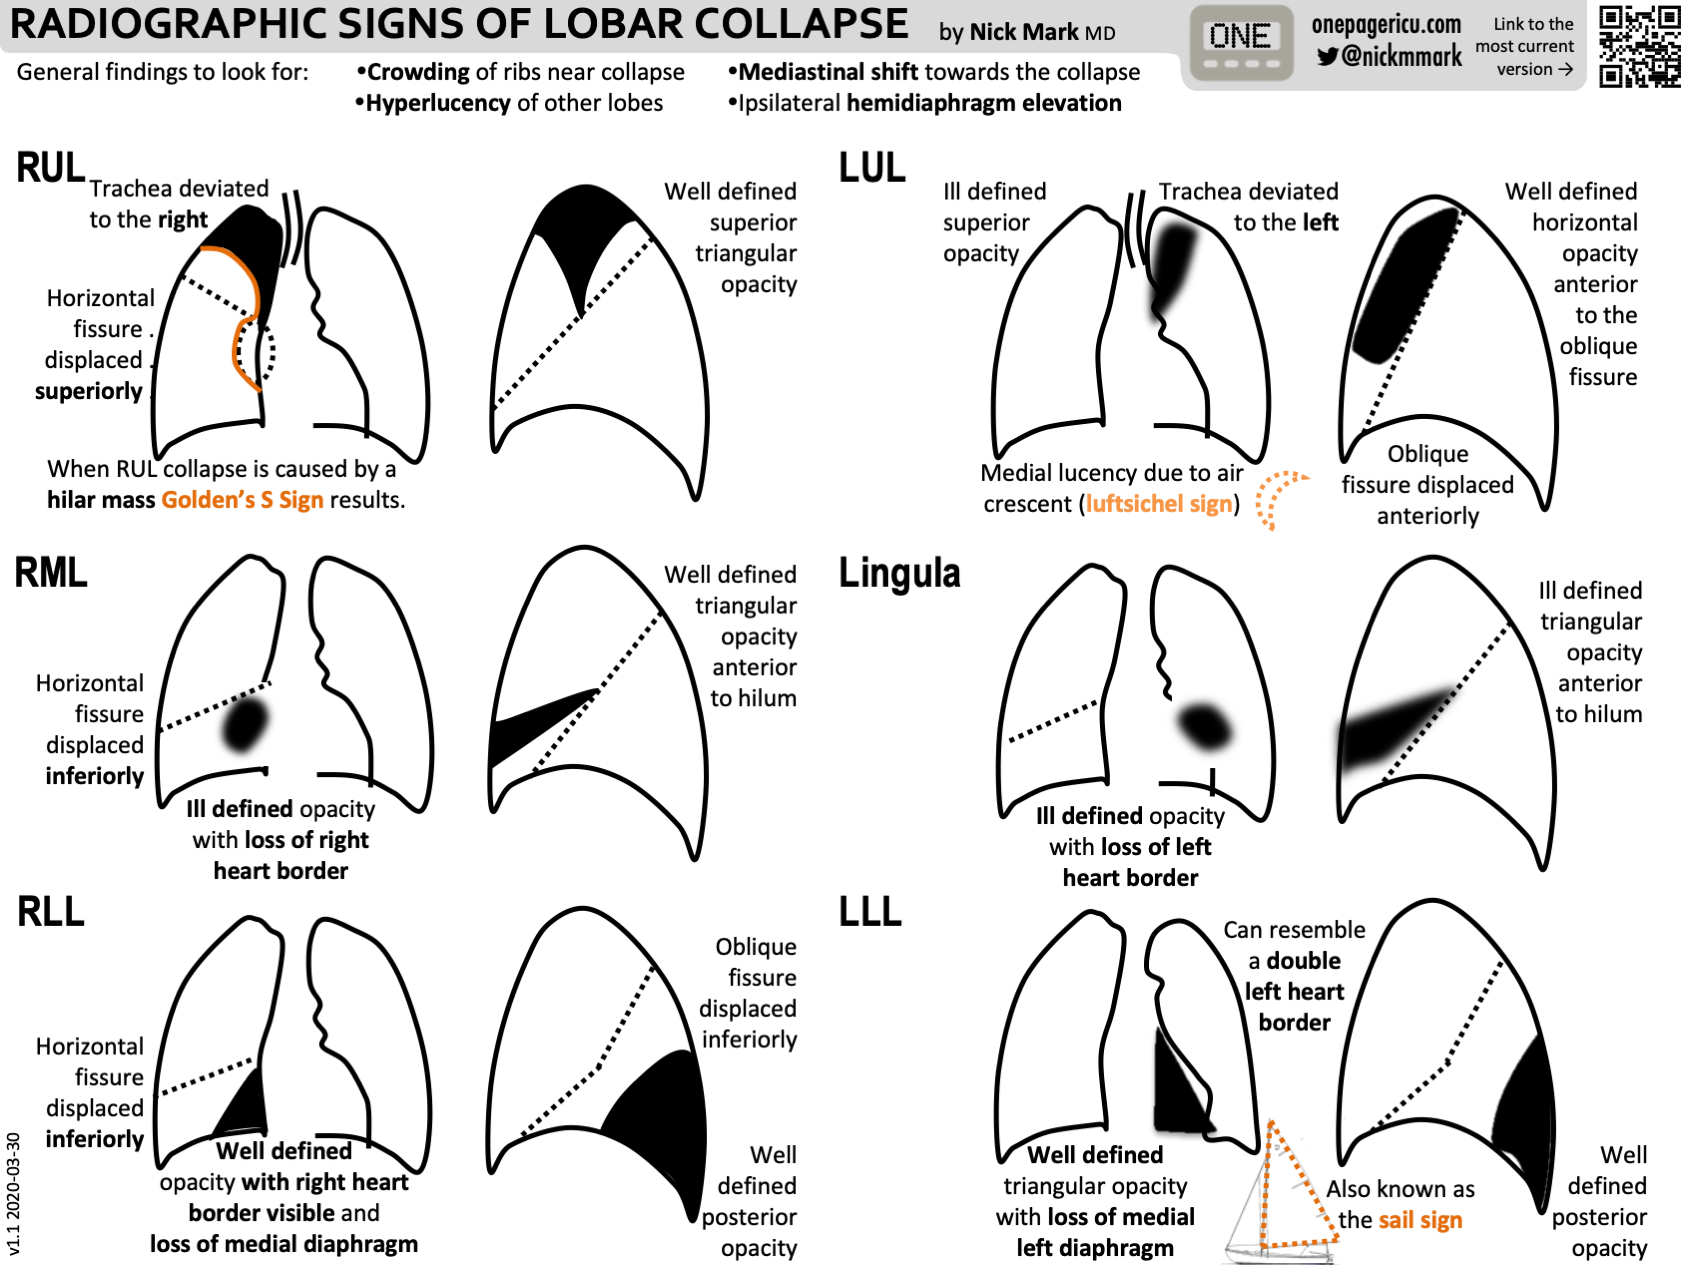 RADIOGRAPHIC SIGNS OF LOBAR COLLAPSE by Nick Mark MD
ONE
onepagericu.com
@nickmmark
Link to the
most current
version →
General findings to look for:
•Crowding of ribs near collapse
•Hyperlucency of other lobes
•Mediastinal shift towards the collapse
•Ipsilateral hemidiaphragm elevation
RUL
Trachea deviated
to the right
Horizontal
fissure
displaced
superiorly
When RUL collapse is caused by a
hilar mass Golden's S Sign results.
Well defined
superior
triangular
opacity
LUL
Ill defined
superior
opacity
Trachea deviated
to the left
Medial lucency due to air
crescent (luftsichel sign)
Well defined
horizontal
opacity
anterior
to the
oblique
fissure
Oblique
fissure displaced
anteriorly
RML
Horizontal
fissure
displaced
inferiorly
Ill defined opacity
with loss of right
heart border
Well defined
triangular
opacity
anterior
to hilum
Lingula
Ill defined opacity
with loss of left
heart border
Ill defined
triangular
opacity
anterior
to hilum
RLL
Horizontal
fissure
displaced
inferiorly
Well defined
opacity with right heart
border visible and
loss of medial diaphragm
Oblique
fissure
displaced
inferiorly
Well
defined
posterior
opacity
LLL
Can resemble
a double
left heart
border
Well defined
triangular opacity
with loss of medial
left diaphragm
Also known as
the sail sign
Well
defined
posterior
opacity
v1.1 2020-03-30